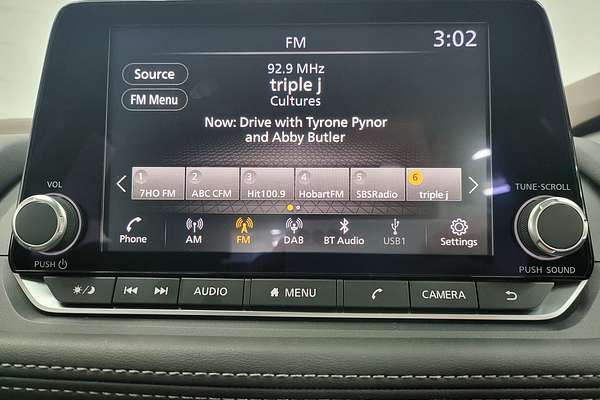 FM
3:02
Source
92.9 MHz
triple j
FM Menu
Cultures
Now: Drive with Tyrone Pynor
and Abby Butler
1
2
3
4
5
6
7HO FM
ABC CFM
Hit100.9
HobartFM
SBSRadio
triple j
Phone
AM
FM
DAB
BT Audio
USB1
Settings
VOL
PUSH
TUNE·SCROLL
PUSH SOUND
AUDIO
MENU
CAMERA